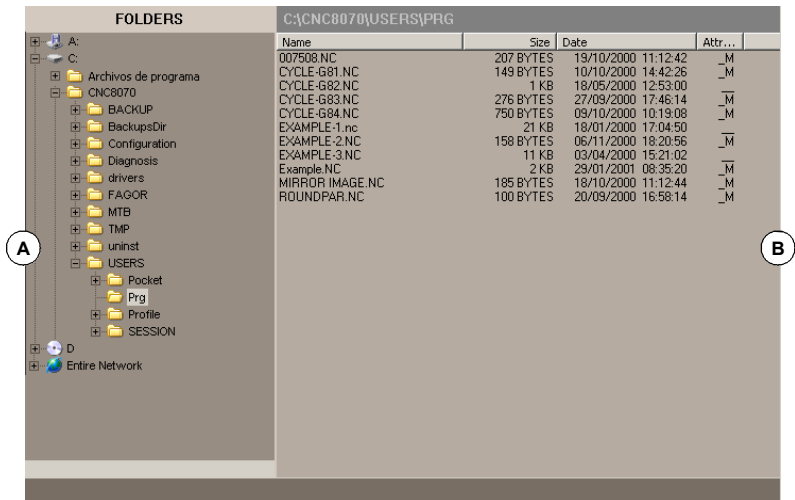 FOLDERS
C:\CNC8070\USERS\PRG
A:
C:
Archivos de programa
CNC8070
BACKUP
BackupsDir
Configuration
Diagnosis
drivers
FAGOR
MTB
TMP
uninst
USERS
Pocket
Prg
Profile
SESSION
D
Entire Network
A
Name Size Date Attr...
007508.NC 207 BYTES 19/10/2000 11:12:42 _M
CYCLE-G81.NC 149 BYTES 10/10/2000 14:42:26 _M
CYCLE-G82.NC 1 KB 18/05/2000 12:53:00 __
CYCLE-G83.NC 276 BYTES 27/09/2000 17:46:14 _M
CYCLE-G84.NC 750 BYTES 09/10/2000 10:19:08 _M
EXAMPLE-1.nc 21 KB 18/01/2000 17:04:50 __
EXAMPLE-2.NC 158 BYTES 06/11/2000 18:20:56 _M
EXAMPLE-3.NC 11 KB 03/04/2000 15:21:02 __
Example.NC 2 KB 29/01/2001 08:35:20 _M
MIRROR IMAGE.NC 185 BYTES 18/10/2000 11:12:44 _M
ROUNDPAR.NC 100 BYTES 20/09/2000 16:58:14 _M
B